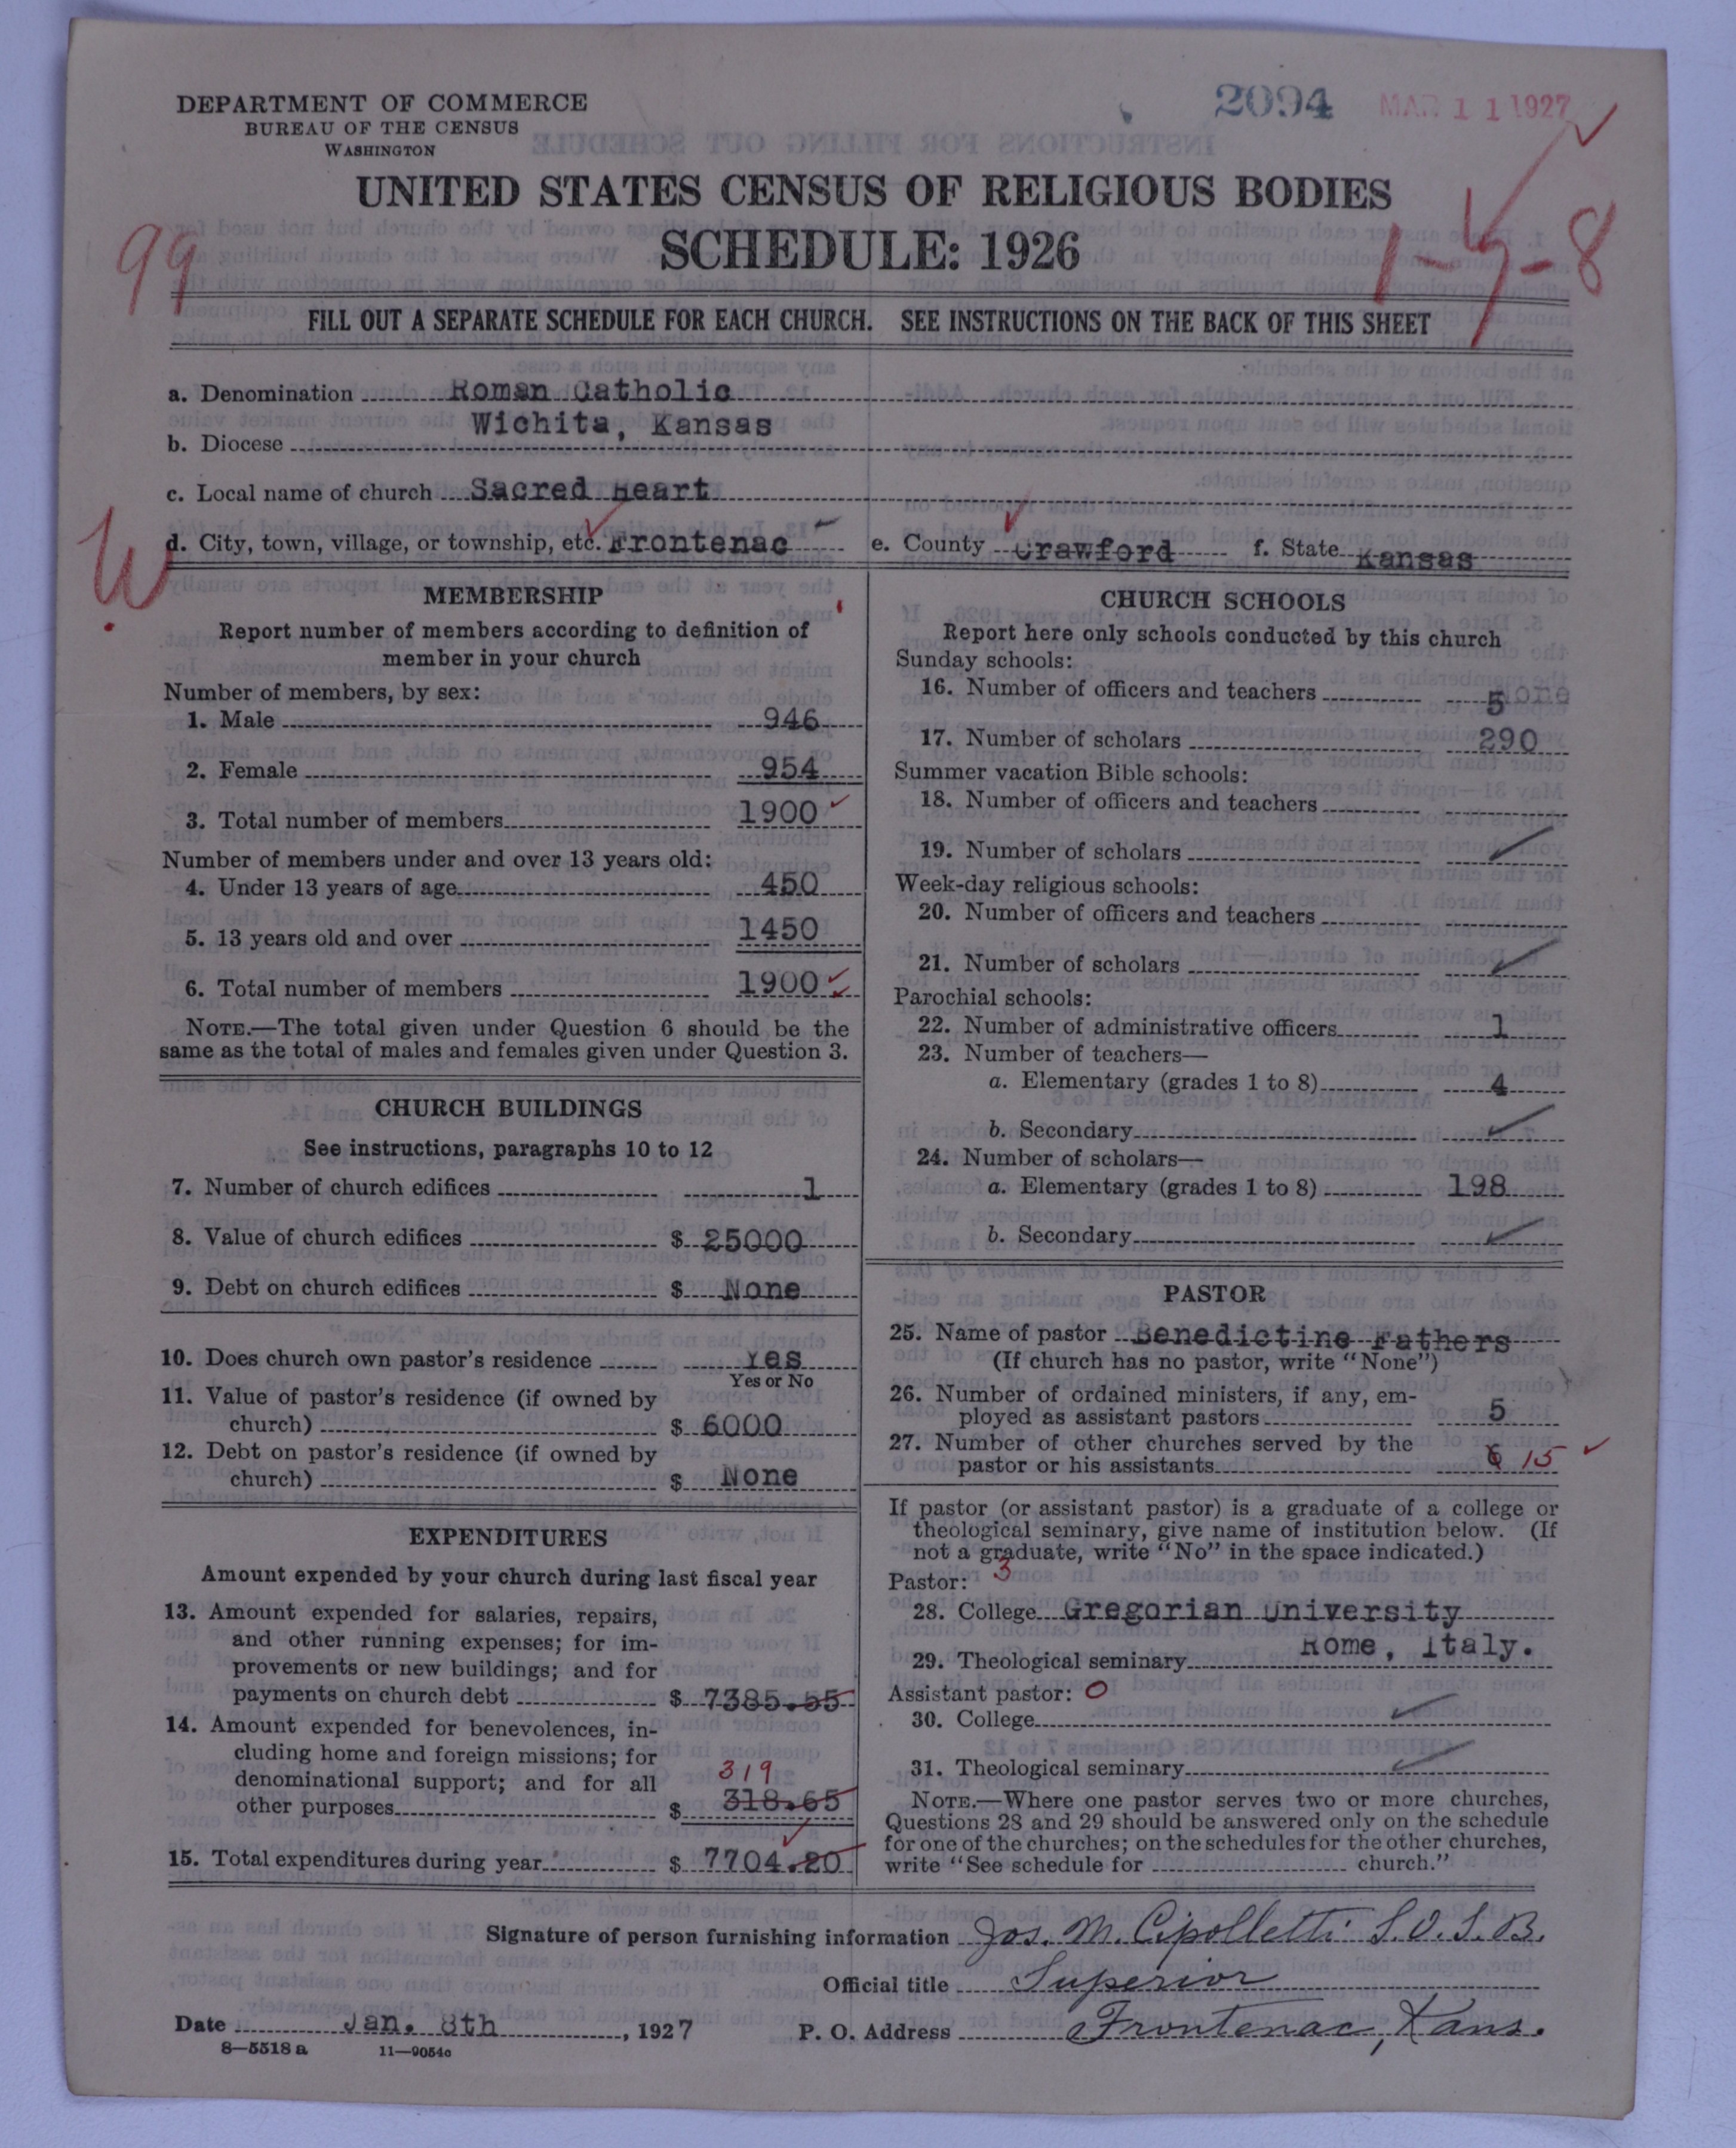 DEPARTMENT OF COMMERCE
BUREAU OF THE CENSUS
WASHINGTON
2094 MAR 11 1927
UNITED STATES CENSUS OF RELIGIOUS BODIES
SCHEDULE: 1926
99
1-5-8
FILL OUT A SEPARATE SCHEDULE FOR EACH CHURCH. SEE INSTRUCTIONS ON THE BACK OF THIS SHEET
a. Denomination Roman Catholic
b. Diocese Wichita, Kansas
c. Local name of church Sacred Heart
d. City, town, village, or township, etc. Frontenac e. County Crawford f. State Kansas
W
MEMBERSHIP
Report number of members according to definition of
member in your church
Number of members, by sex:
1. Male 946
2. Female 954
3. Total number of members 1900
Number of members under and over 13 years old:
4. Under 13 years of age 450
5. 13 years old and over 1450
6. Total number of members 1900
NOTE.—The total given under Question 6 should be the
same as the total of males and females given under Question 3.
CHURCH BUILDINGS
See instructions, paragraphs 10 to 12
7. Number of church edifices 1
8. Value of church edifices $ 25000
9. Debt on church edifices $ None
10. Does church own pastor's residence Yes
Yes or No
11. Value of pastor's residence (if owned by
church) $ 6000
12. Debt on pastor's residence (if owned by
church) $ None
EXPENDITURES
Amount expended by your church during last fiscal year
13. Amount expended for salaries, repairs,
and other running expenses; for im-
provements or new buildings; and for
payments on church debt $ 7385.55
14. Amount expended for benevolences, in-
cluding home and foreign missions; for
denominational support; and for all 319
other purposes $ 318.65
15. Total expenditures during year $ 7704.20
CHURCH SCHOOLS
Report here only schools conducted by this church
Sunday schools:
16. Number of officers and teachers 5 None
17. Number of scholars 290
Summer vacation Bible schools:
18. Number of officers and teachers
19. Number of scholars
Week-day religious schools:
20. Number of officers and teachers
21. Number of scholars
Parochial schools:
22. Number of administrative officers 1
23. Number of teachers—
a. Elementary (grades 1 to 8) 4
b. Secondary
24. Number of scholars—
a. Elementary (grades 1 to 8) 198
b. Secondary
PASTOR
25. Name of pastor Benedictine Fathers
(If church has no pastor, write "None")
26. Number of ordained ministers, if any, em-
ployed as assistant pastors 5
27. Number of other churches served by the
pastor or his assistants 6 15
If pastor (or assistant pastor) is a graduate of a college or
theological seminary, give name of institution below. (If
not a graduate, write "No" in the space indicated.)
Pastor: 3
28. College Gregorian University
29. Theological seminary Rome, Italy.
Assistant pastor: 0
30. College
31. Theological seminary
NOTE.—Where one pastor serves two or more churches,
Questions 28 and 29 should be answered only on the schedule
for one of the churches; on the schedules for the other churches,
write "See schedule for church."
Signature of person furnishing information Jos. M. Cipolletti S.O.S.B.
Official title Superior
Date Jan. 8th, 1927 P. O. Address Frontenac, Kans.
8—5518 a 11—9054c